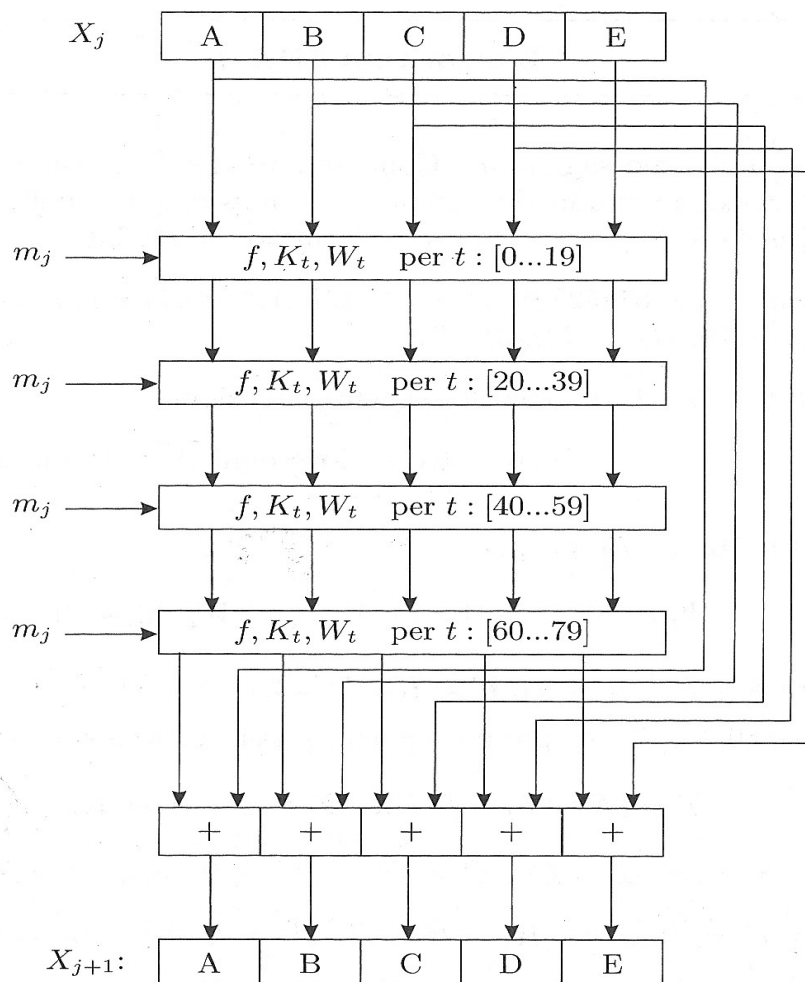 X_j A B C D E
m_j f, K_t, W_t per t : [0...19]
m_j f, K_t, W_t per t : [20...39]
m_j f, K_t, W_t per t : [40...59]
m_j f, K_t, W_t per t : [60...79]
+ + + + +
X_{j+1}: A B C D E